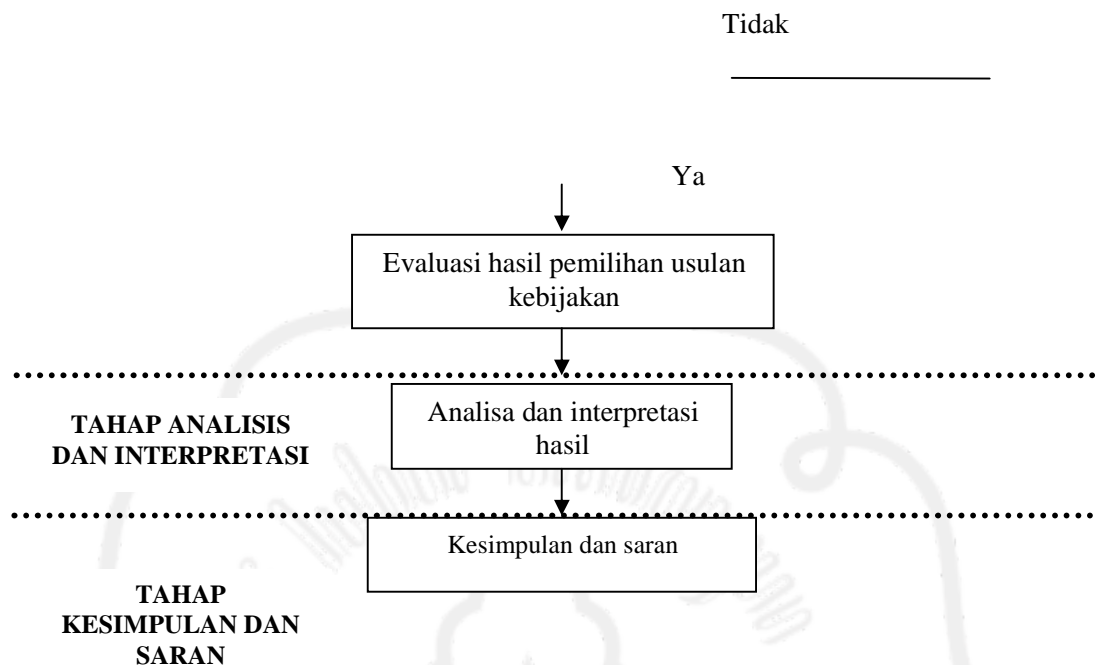 Tidak
Ya
Evaluasi hasil pemilihan usulan
kebijakan
TAHAP ANALISIS
DAN INTERPRETASI
Analisa dan interpretasi
hasil
Kesimpulan dan saran
TAHAP
KESIMPULAN DAN
SARAN